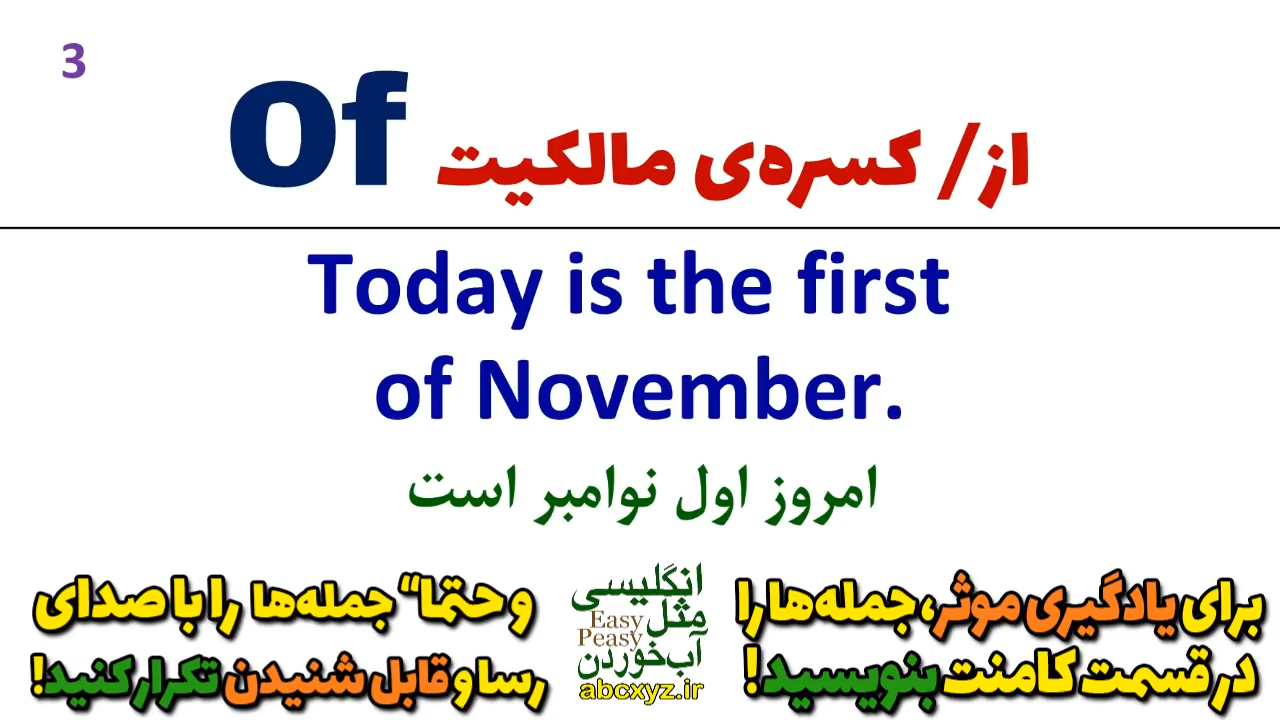 3
of از/ کسره‌ی مالکیت
Today is the first
of November.
امروز اول نوامبر است
برای یادگیری موثر، جمله‌ها را
در قسمت کامنت بنویسید!
انگلیسی
مثل Easy
Peasy
آب‌خوردن
abcxyz.ir
و حتما“ جمله‌ها را با صدای
رسا و قابل شنیدن تکرار کنید!